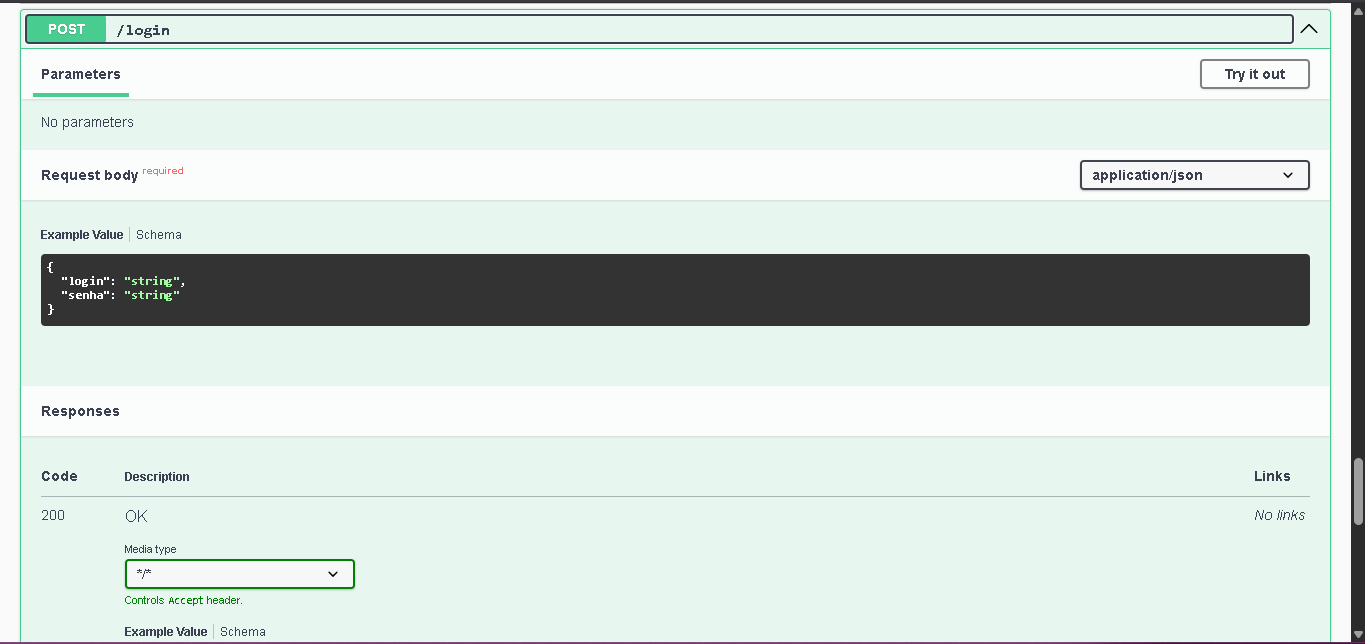 POST /login
Parameters
Try it out
No parameters
Request body required
application/json
Example Value Schema
{
  "login": "string",
  "senha": "string"
}
Responses
Code Description Links
200 OK No links
Media type
*/*
Controls Accept header.
Example Value Schema